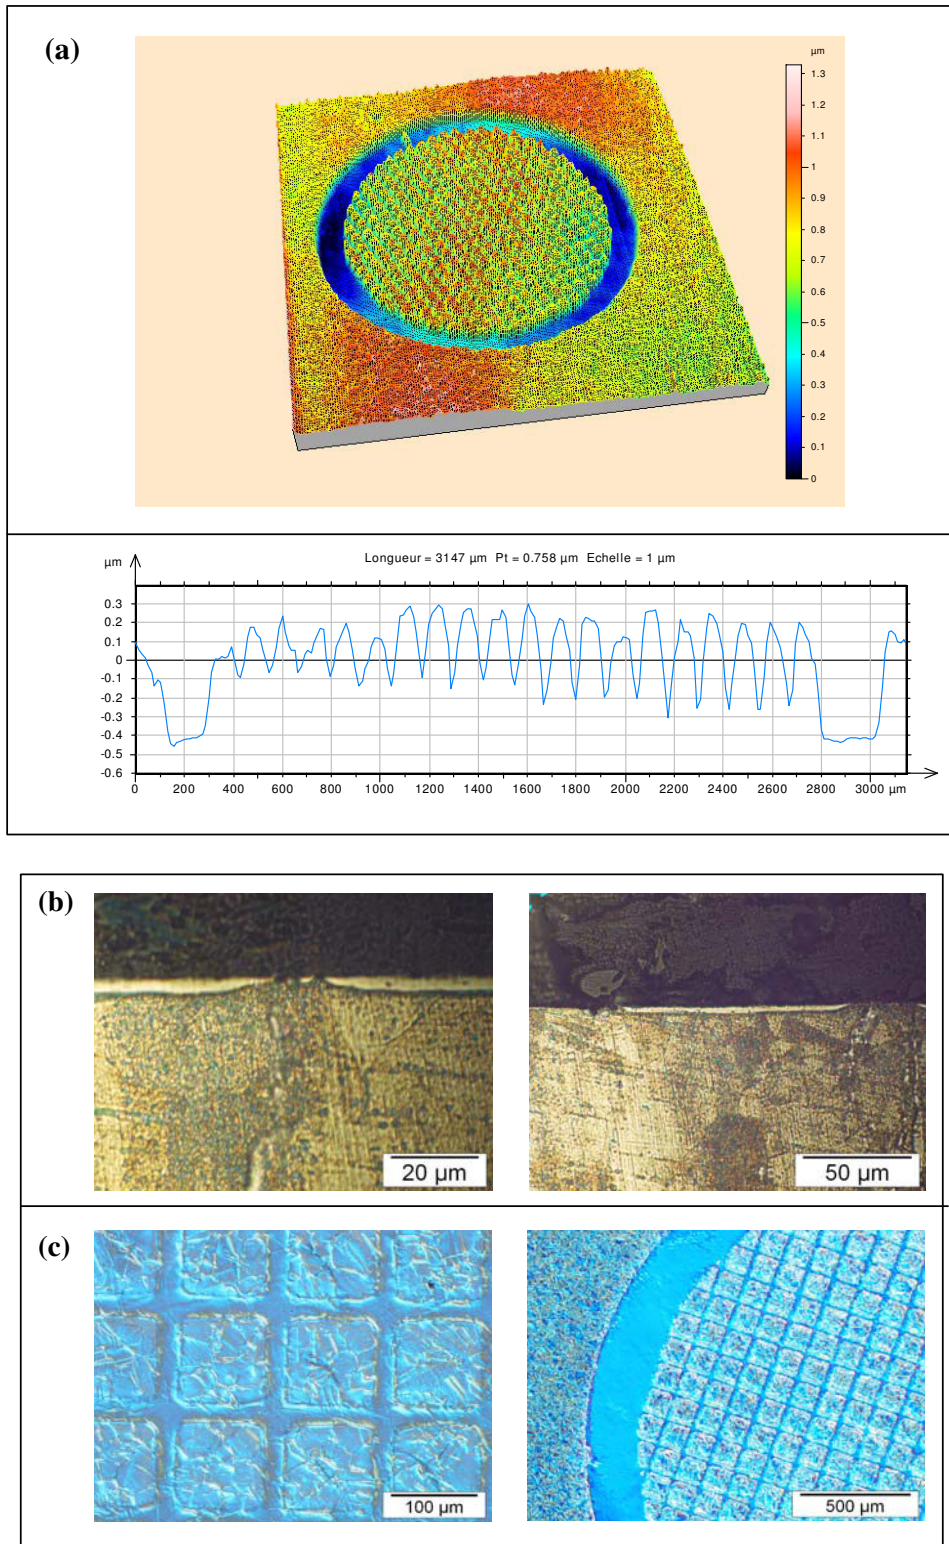 (a)
µm
1.3
1.2
1.1
1
0.9
0.8
0.7
0.6
0.5
0.4
0.3
0.2
0.1
0
µm
Longueur = 3147 µm Pt = 0.758 µm Echelle = 1 µm
0.3
0.2
0.1
0
-0.1
-0.2
-0.3
-0.4
-0.5
-0.6
0 200 400 600 800 1000 1200 1400 1600 1800 2000 2200 2400 2600 2800 3000 µm
(b)
20 µm
50 µm
(c)
100 µm
500 µm